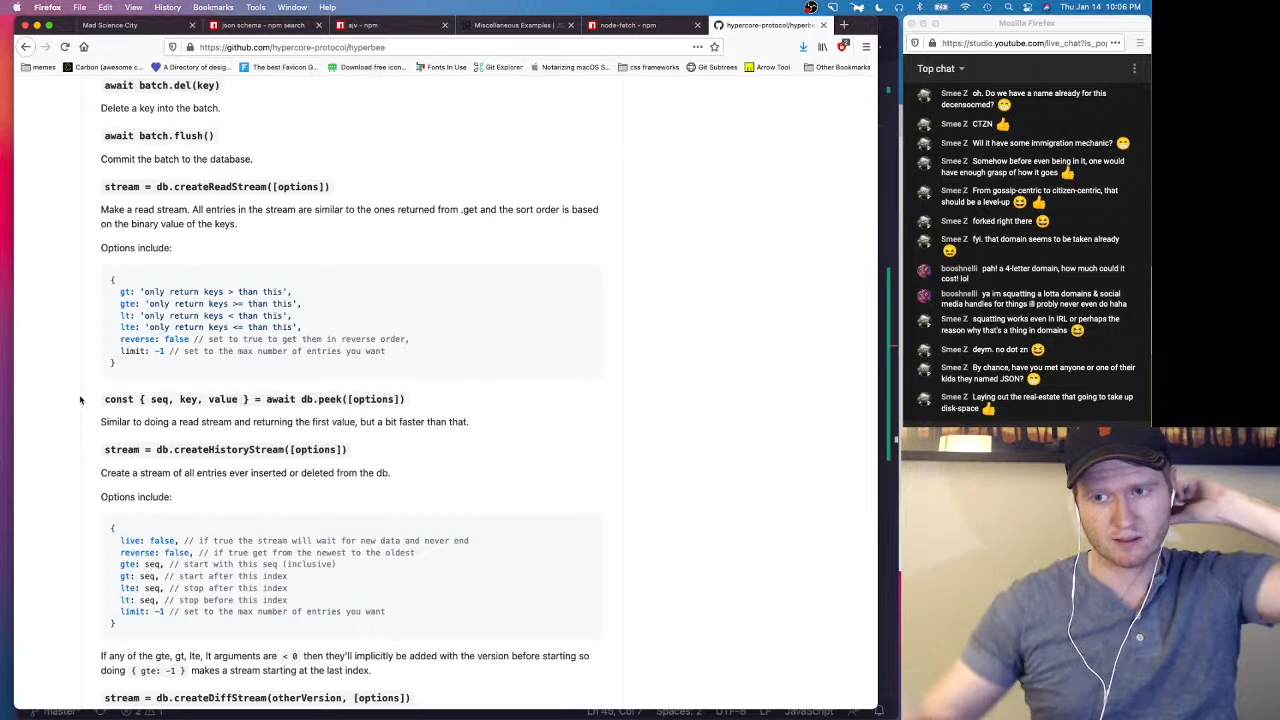 Firefox File Edit View History Bookmarks Tools Window Help
Thu Jan 14 10:06 PM
Mad Science City
json schema - npm search
ajv - npm
Miscellaneous Examples |
node-fetch - npm
hypercore-protocol/hyperbe
https://github.com/hypercore-protocol/hyperbee
memes
Carbon (awesome c…
A Directory of desig…
The best Favicon G…
Download free icon…
Fonts In Use
Git Explorer
Notarizing macOS S…
css frameworks
Git Subtrees
Arrow Tool
Other Bookmarks
await batch.del(key)
Delete a key into the batch.
await batch.flush()
Commit the batch to the database.
stream = db.createReadStream([options])
Make a read stream. All entries in the stream are similar to the ones returned from .get and the sort order is based
on the binary value of the keys.
Options include:
{
gt: 'only return keys > than this',
gte: 'only return keys >= than this',
lt: 'only return keys < than this',
lte: 'only return keys <= than this',
reverse: false // set to true to get them in reverse order,
limit: -1 // set to the max number of entries you want
}
const { seq, key, value } = await db.peek([options])
Similar to doing a read stream and returning the first value, but a bit faster than that.
stream = db.createHistoryStream([options])
Create a stream of all entries ever inserted or deleted from the db.
Options include:
{
live: false, // if true the stream will wait for new data and never end
reverse: false, // if true get from the newest to the oldest
gte: seq, // start with this seq (inclusive)
gt: seq, // start after this index
lte: seq, // stop after this index
lt: seq, // stop before this index
limit: -1 // set to the max number of entries you want
}
If any of the gte, gt, lte, lt arguments are < 0 then they'll implicitly be added with the version before starting so
doing { gte: -1 } makes a stream starting at the last index.
stream = db.createDiffStream(otherVersion, [options])
master*
Ln 45, Col 7 Spaces: 2 UTF-8 LF JavaScript
Mozilla Firefox
https://studio.youtube.com/live_chat?is_pop
Top chat
Smee Z oh. Do we have a name already for this
decensocmed? 😁
Smee Z CTZN 👍
Smee Z Wil it have some immigration mechanic? 😁
Smee Z Somehow before even being in it, one would
have enough grasp of how it goes 👍
Smee Z From gossip-centric to citizen-centric, that
should be a level-up 😆 👍
Smee Z forked right there 😆
Smee Z fyi. that domain seems to be taken already
😖
booshnelli pah! a 4-letter domain, how much could it
cost! lol
booshnelli ya im squatting a lotta domains & social
media handles for things ill probly never even do haha
Smee Z squatting works even in IRL or perhaps the
reason why that's a thing in domains 😆
Smee Z deym. no dot zn 😆
Smee Z By chance, have you met anyone or one of their
kids they named JSON? 😁
Smee Z Laying out the real-estate that going to take up
disk-space 👍